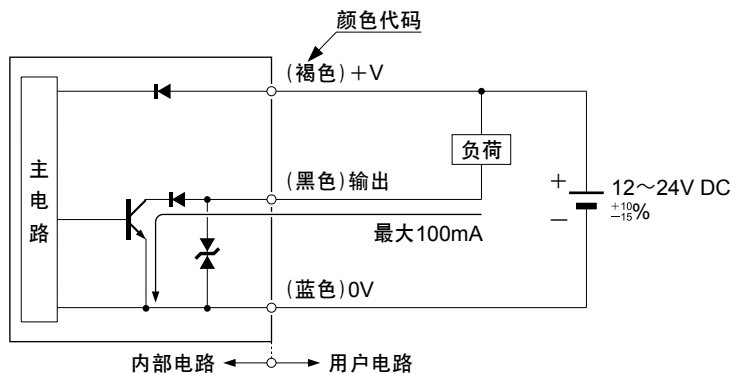 颜色代码
(褐色)+V
主电路
负荷
(黑色)输出
+
12～24V DC
−
+10
−15%
最大100mA
(蓝色)0V
内部电路
用户电路